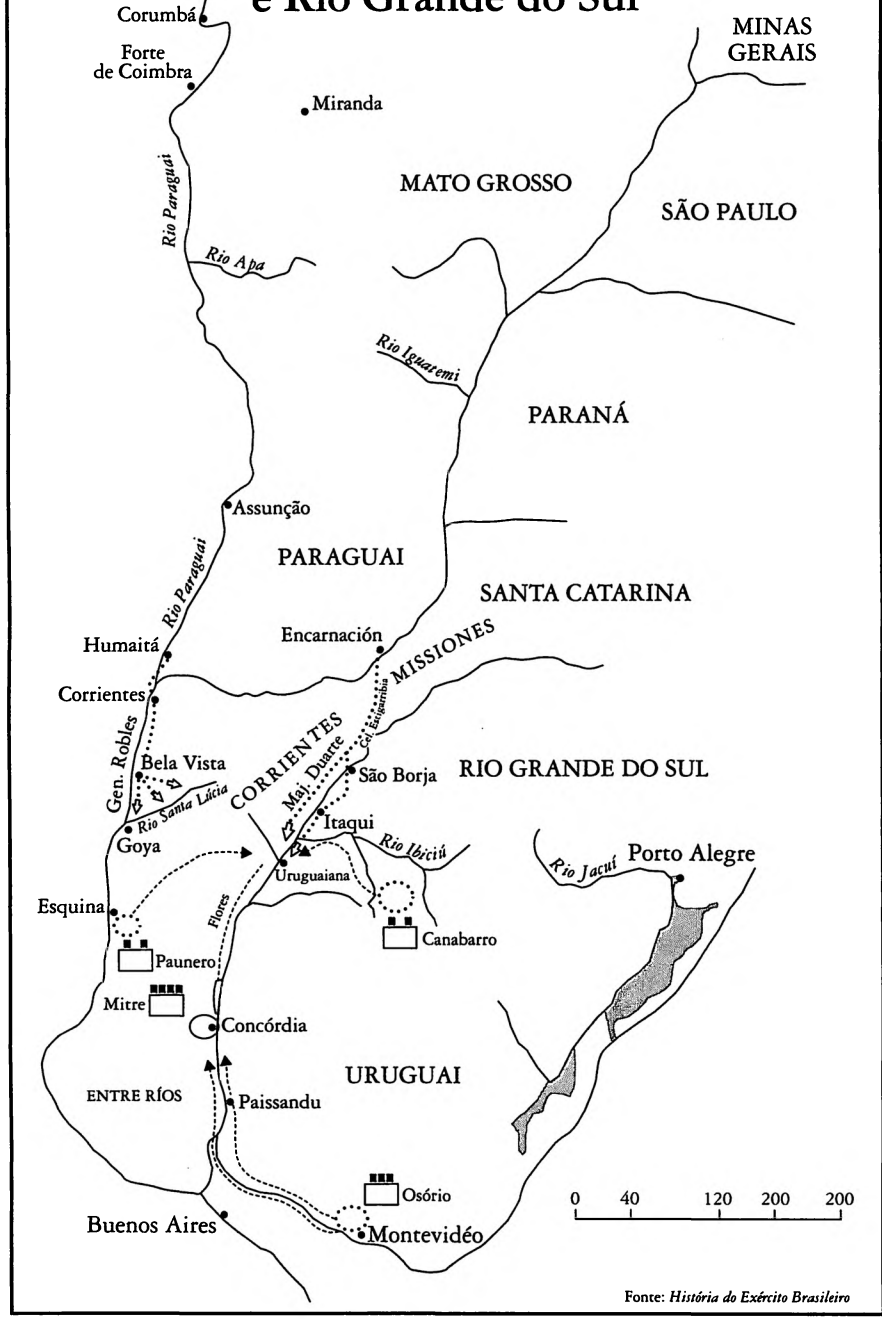 e Rio Grande do Sul
Corumbá
MINAS
GERAIS
Forte
de Coimbra
Miranda
Rio Paraguai
MATO GROSSO
SÃO PAULO
Rio Apa
Rio Iguatemi
PARANÁ
Assunção
PARAGUAI
Rio Paraguai
SANTA CATARINA
Encarnación
MISSIONES
Humaitá
Corrientes
Cel. Estigarribia
Gen. Robles
CORRIENTES
Maj. Duarte
Bela Vista
São Borja
RIO GRANDE DO SUL
Rio Santa Lúcia
Itaqui
Goya
Rio Ibiciú
Rio Jacuí
Porto Alegre
Uruguaiana
Esquina
Flores
Canabarro
Paunero
Mitre
Concórdia
URUGUAI
ENTRE RÍOS
Paissandu
Osório
Buenos Aires
Montevidéo
0 40 120 200 200
Fonte: História do Exército Brasileiro